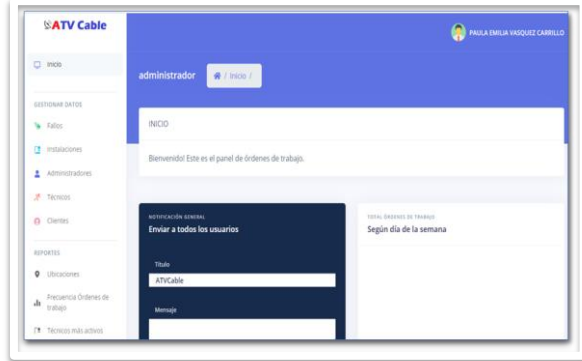 ATV Cable
PAULA EMILIA VASQUEZ CARRILLO
Inicio
administrador
/ Inicio /
GESTIONAR DATOS
Fallos
Instalaciones
Administradores
Técnicos
Clientes
REPORTES
Ubicaciones
Frecuencia Órdenes de
trabajo
Técnicos más activos
INICIO
Bienvenido! Este es el panel de órdenes de trabajo.
NOTIFICACIÓN GENERAL
Enviar a todos los usuarios
Título
ATVCable
Mensaje
TOTAL ÓRDENES DE TRABAJO
Según día de la semana